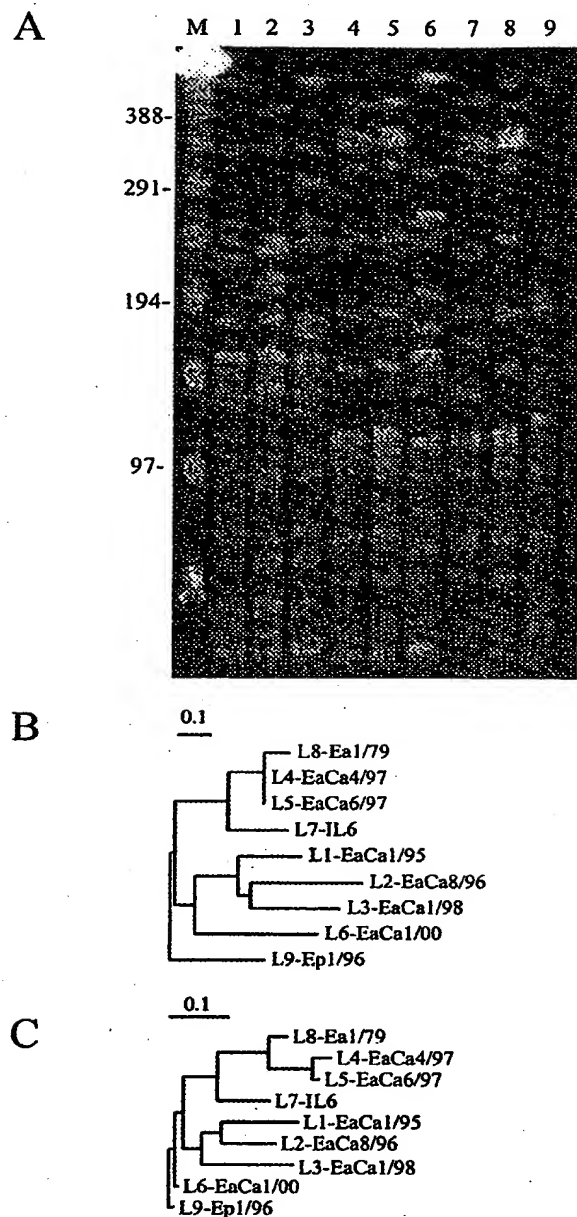 A
M 1 2 3 4 5 6 7 8 9
388-
291-
194-
97-
B
0.1
L8-Ea1/79
L4-EaCa4/97
L5-EaCa6/97
L7-IL6
L1-EaCa1/95
L2-EaCa8/96
L3-EaCa1/98
L6-EaCa1/00
L9-Ep1/96
C
0.1
L8-Ea1/79
L4-EaCa4/97
L5-EaCa6/97
L7-IL6
L1-EaCa1/95
L2-EaCa8/96
L3-EaCa1/98
L6-EaCa1/00
L9-Ep1/96